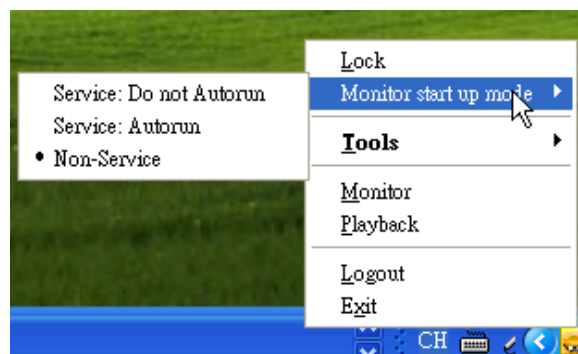 Lock
Monitor start up mode
Tools
Monitor
Playback
Logout
Exit
Service: Do not Autorun
Service: Autorun
Non-Service
CH